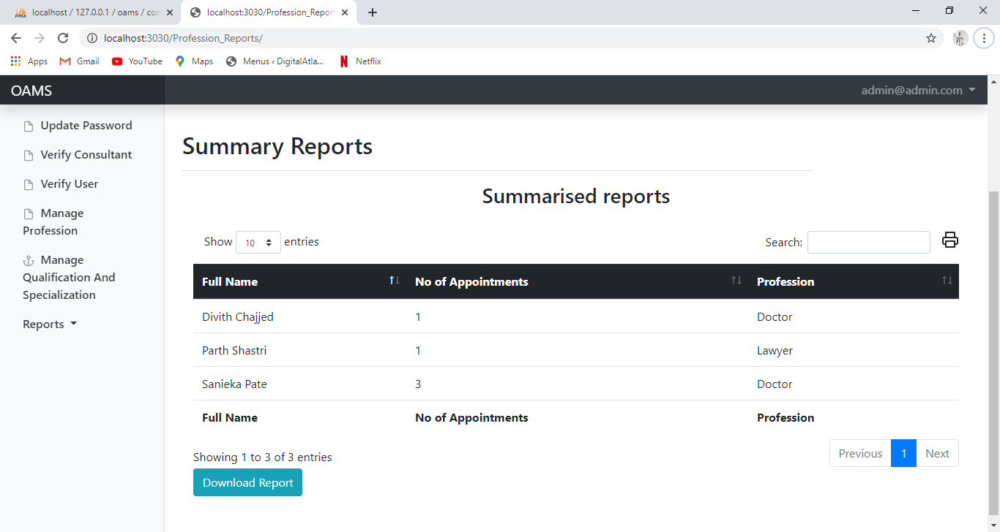 localhost / 127.0.0.1 / oams / con
localhost:3030/Profession_Report
localhost:3030/Profession_Reports/
Apps Gmail YouTube Maps Menus ‹ DigitalAtla... Netflix
OAMS admin@admin.com
Update Password
Verify Consultant
Verify User
Manage
Profession
Manage
Qualification And
Specialization
Reports
Summary Reports
Summarised reports
Show 10 entries Search:
Full Name No of Appointments Profession
Divith Chajjed 1 Doctor
Parth Shastri 1 Lawyer
Sanieka Pate 3 Doctor
Full Name No of Appointments Profession
Showing 1 to 3 of 3 entries Previous 1 Next
Download Report